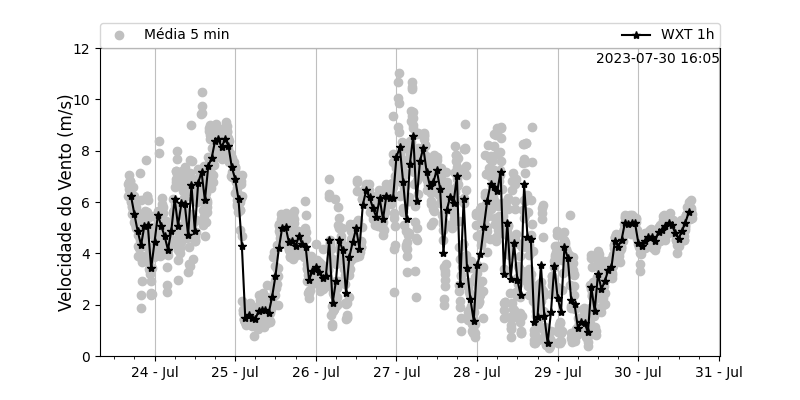 Média 5 min
WXT 1h
2023-07-30 16:05
Velocidade do Vento (m/s)
12
10
8
6
4
2
0
24 - Jul 25 - Jul 26 - Jul 27 - Jul 28 - Jul 29 - Jul 30 - Jul 31 - Jul